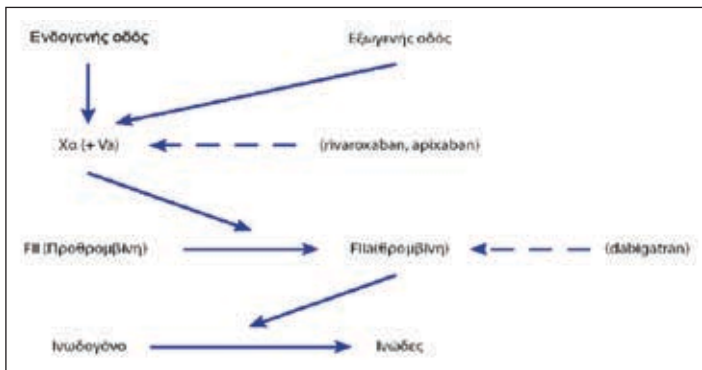 Ενδογενής οδός Εξωγενής οδός
Xα (+ Va) (rivaroxaban, apixaban)
FII (Προθρομβίνη) FIIa(θρομβίνη) (dabigatran)
Ινωδογόνο Ινώδες